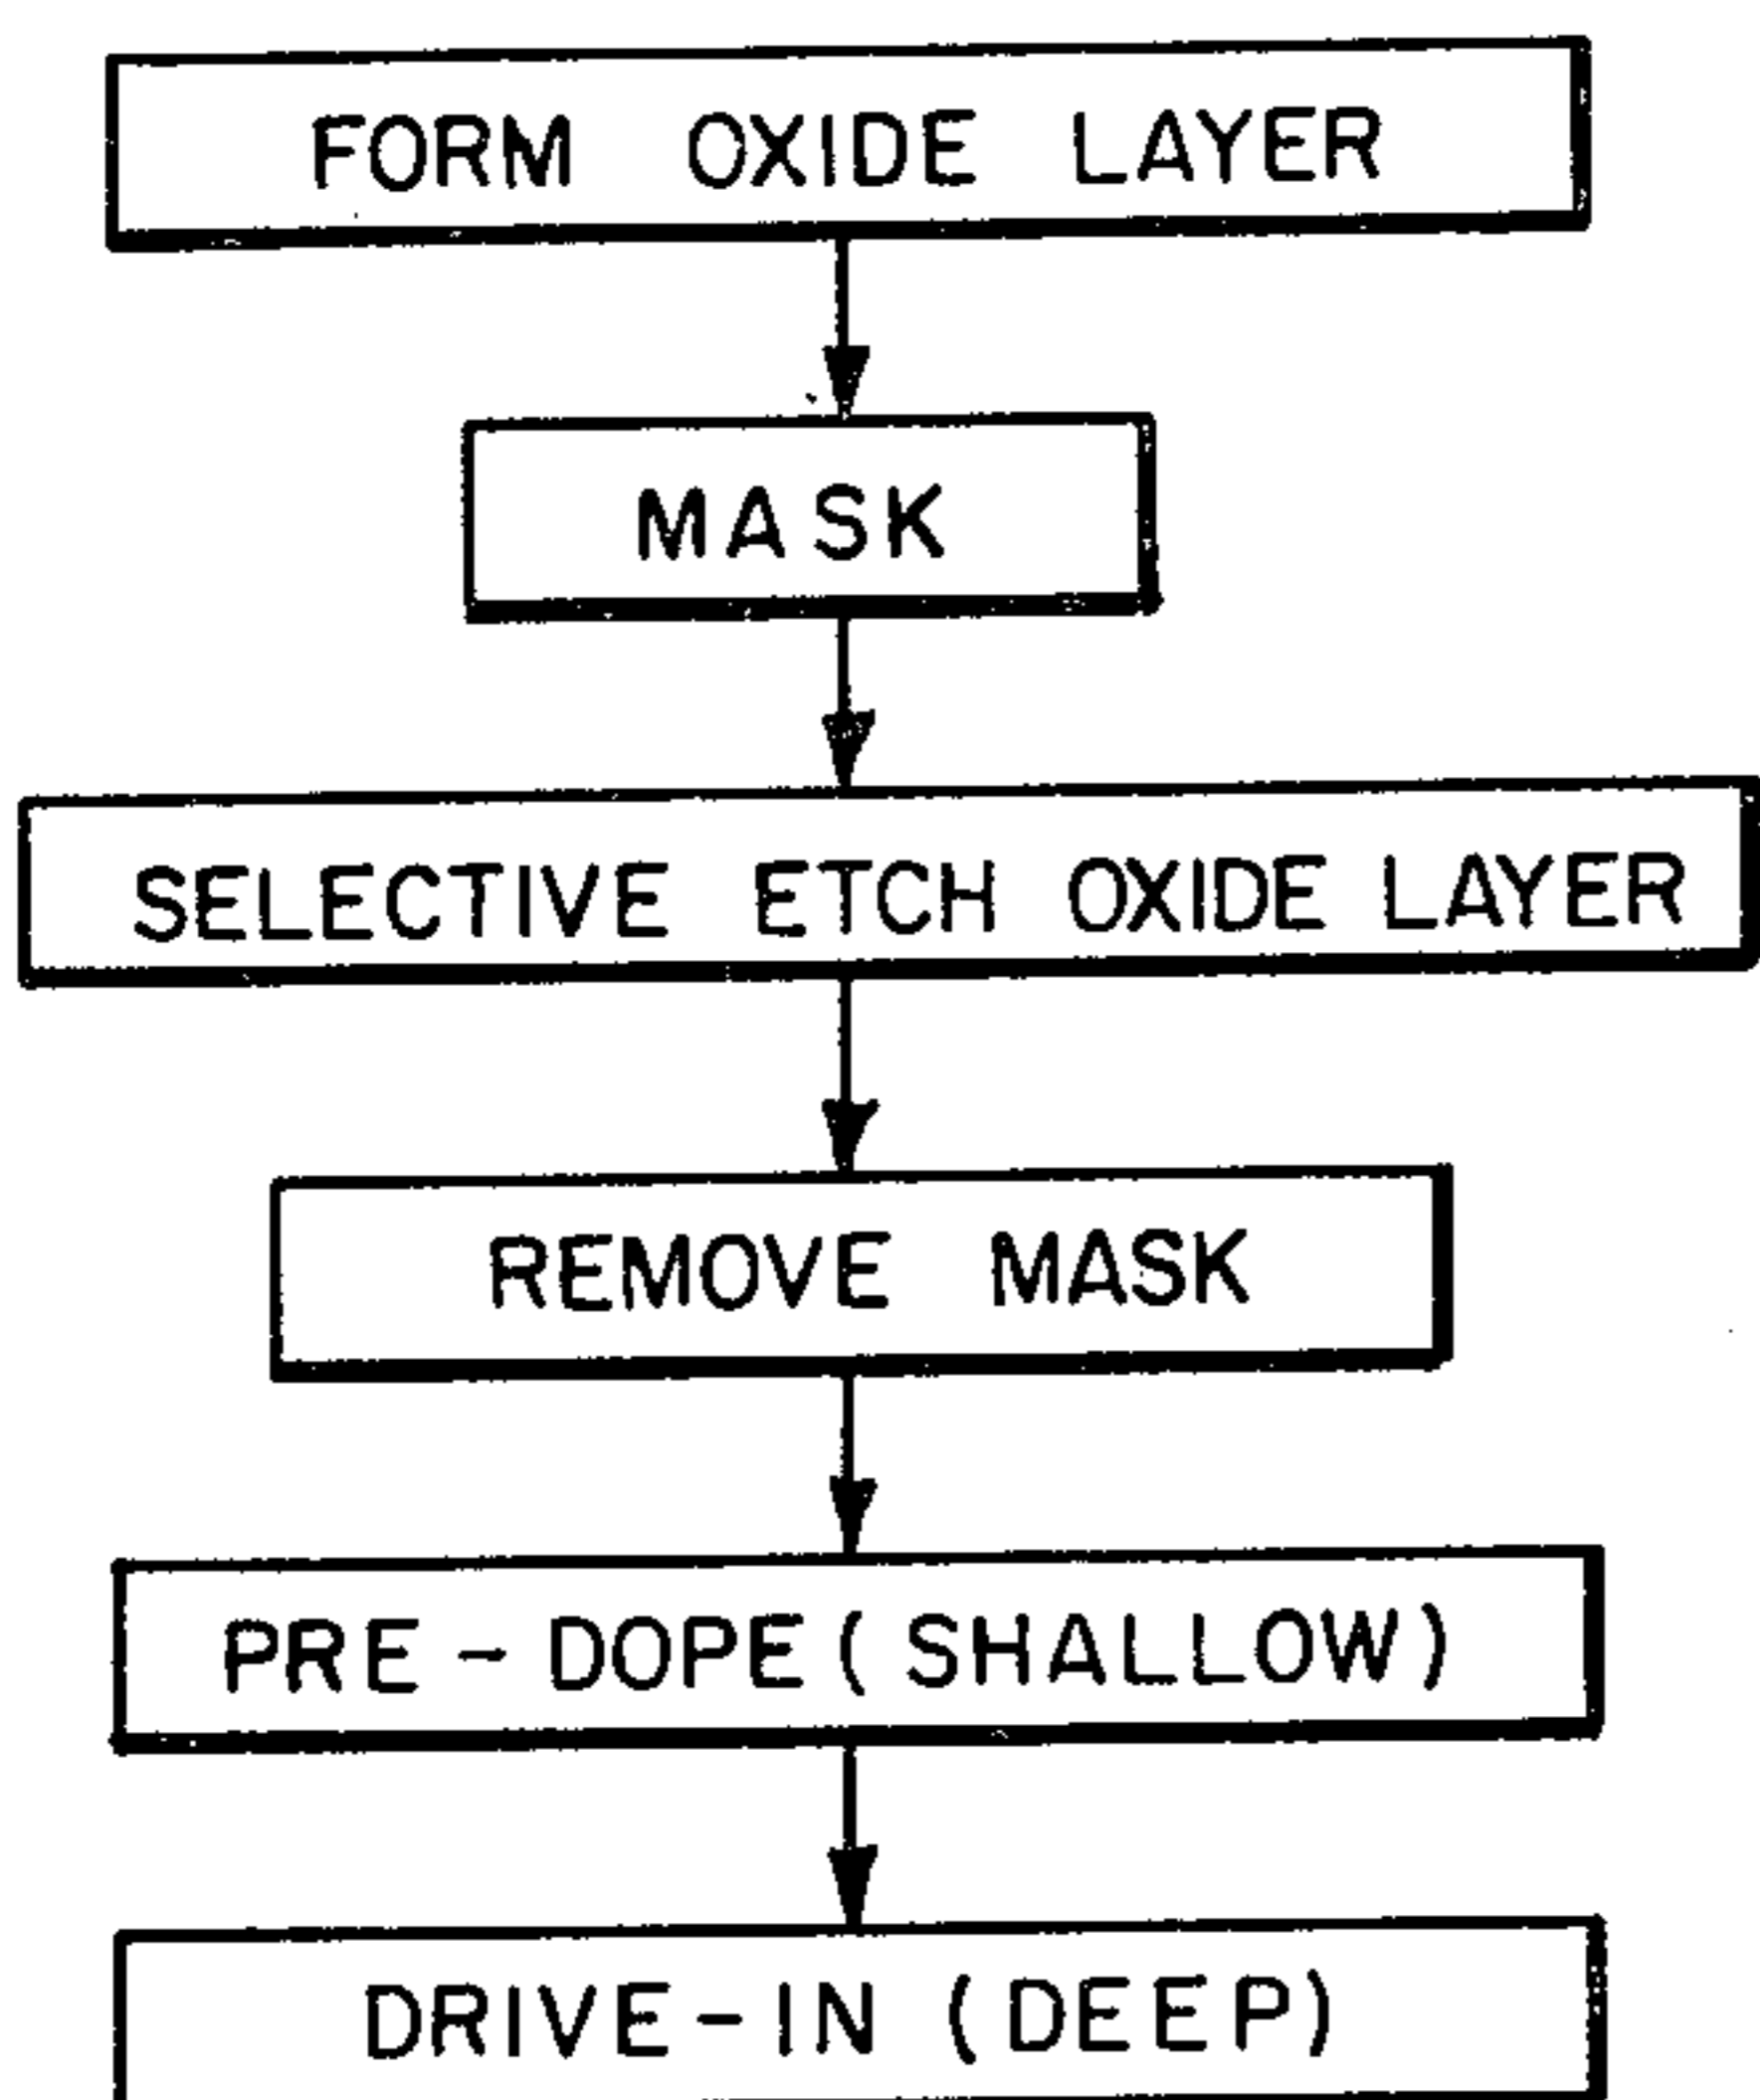 FORM OXIDE LAYER
MASK
SELECTIVE ETCH OXIDE LAYER
REMOVE MASK
PRE-DOPE (SHALLOW)
DRIVE-IN (DEEP)